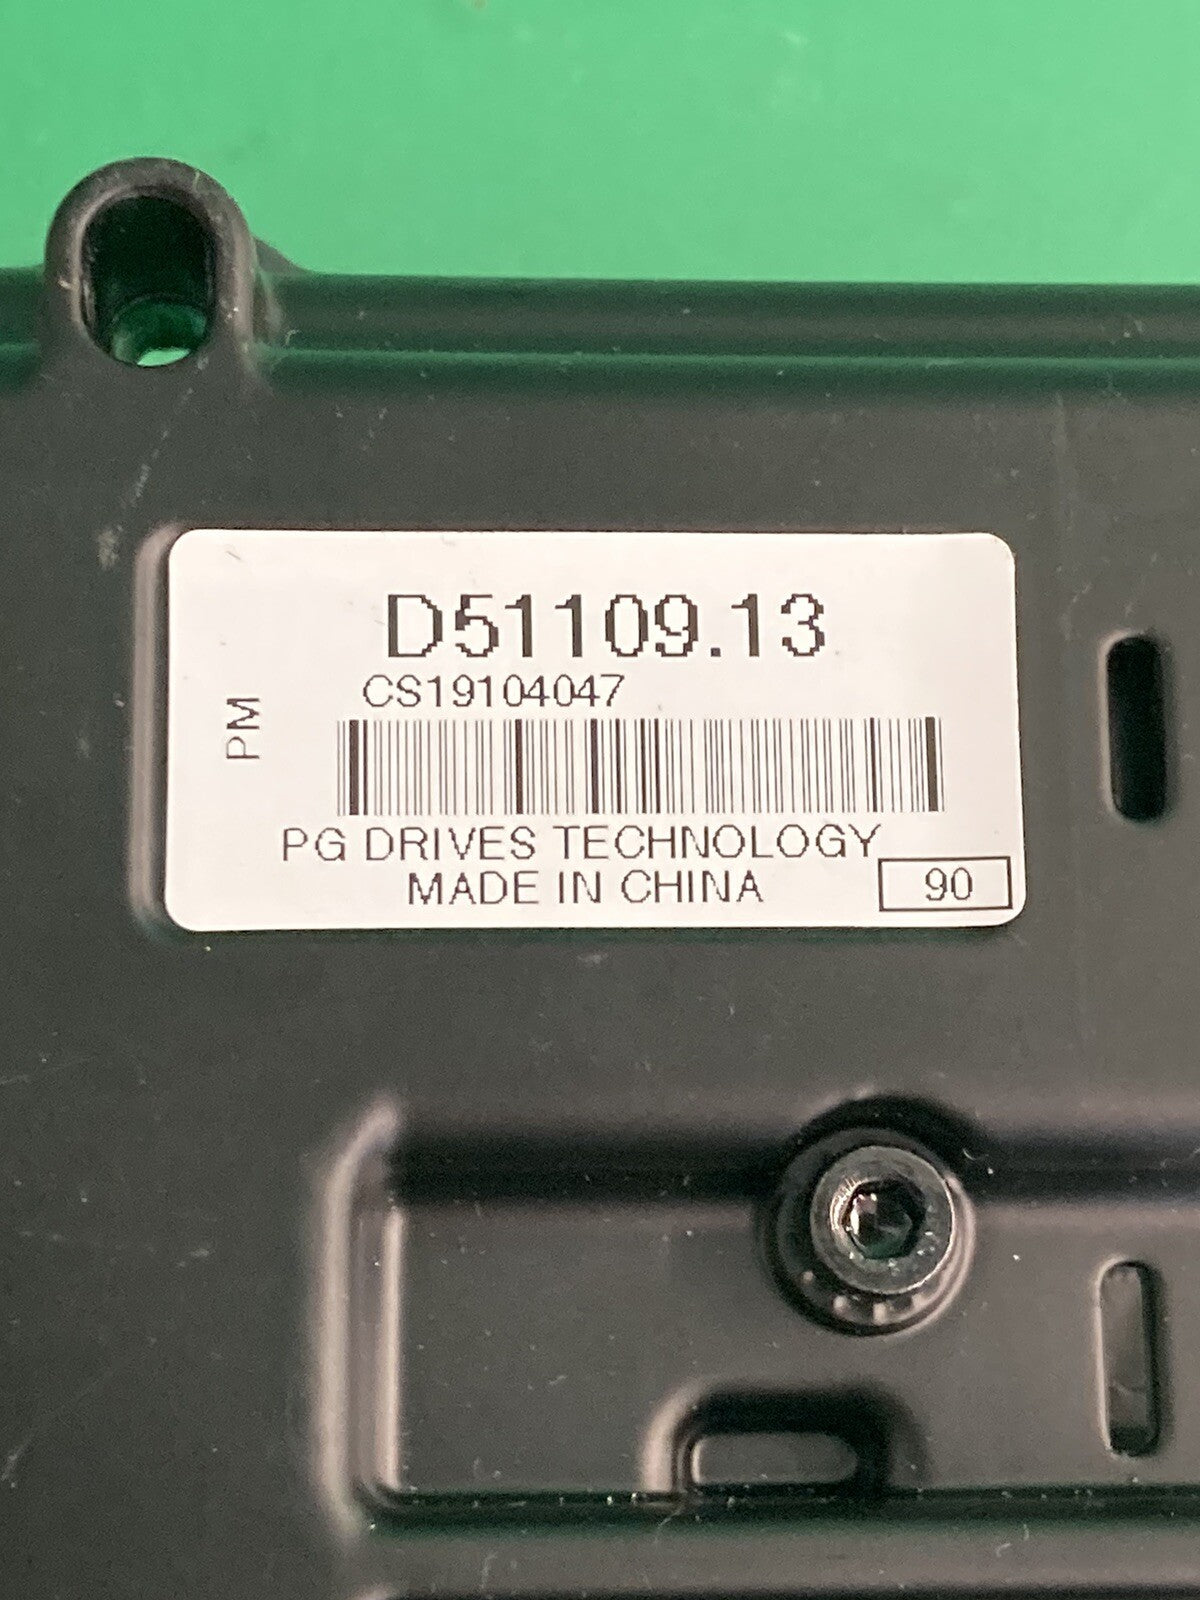 D51109.13
CS19104047
PM
PG DRIVES TECHNOLOGY
MADE IN CHINA
90